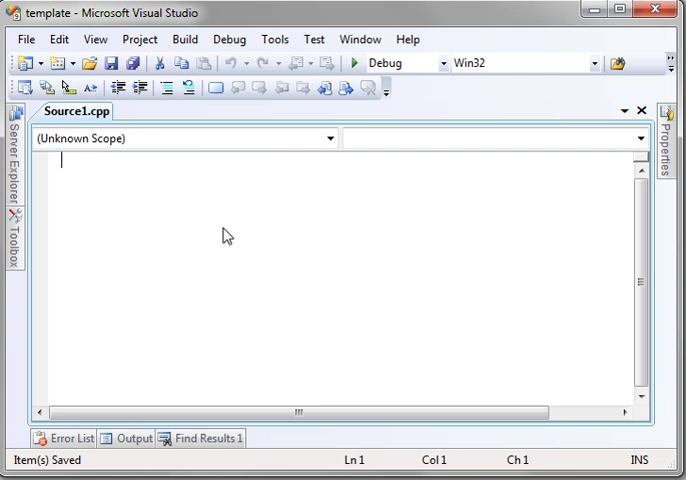 template - Microsoft Visual Studio
File Edit View Project Build Debug Tools Test Window Help
Debug Win32
Source1.cpp
(Unknown Scope)
Server Explorer
Toolbox
Properties
Error List Output Find Results 1
Item(s) Saved Ln 1 Col 1 Ch 1 INS